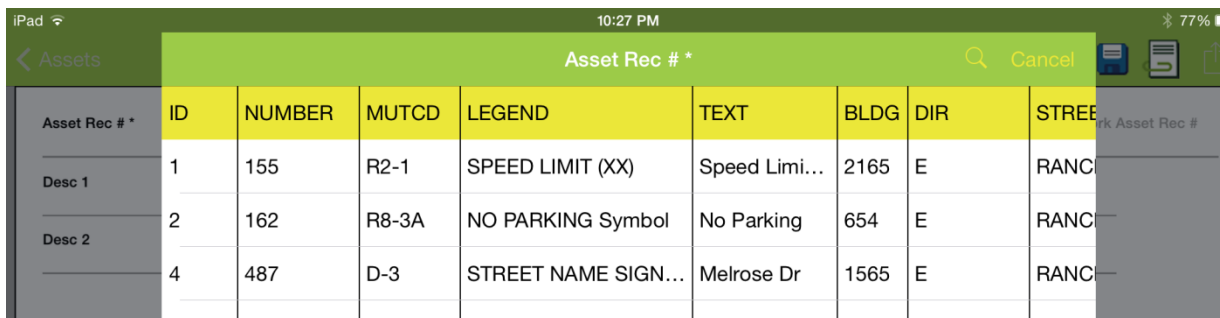 iPad 10:27 PM 77%
Assets Asset Rec # * Cancel
ID NUMBER MUTCD LEGEND TEXT BLDG DIR STREE
Asset Rec # * rk Asset Rec #
1 155 R2-1 SPEED LIMIT (XX) Speed Limi... 2165 E RANC
Desc 1
2 162 R8-3A NO PARKING Symbol No Parking 654 E RANC
Desc 2
4 487 D-3 STREET NAME SIGN... Melrose Dr 1565 E RANC